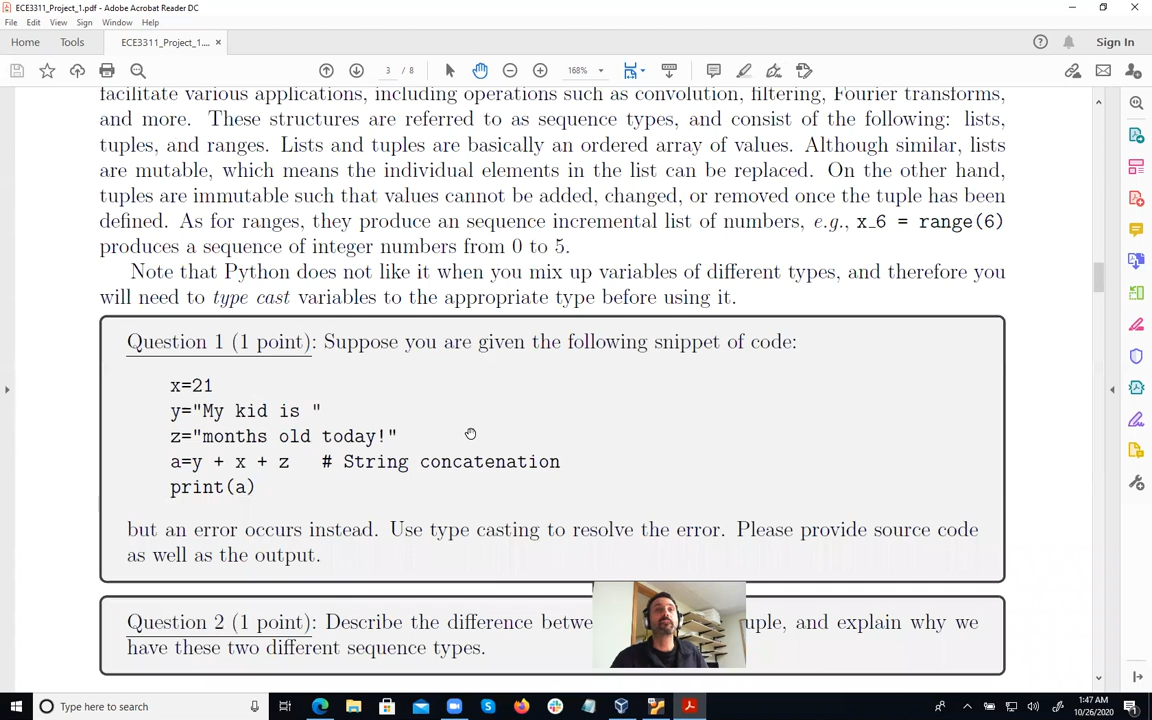 ECE3311_Project_1.pdf - Adobe Acrobat Reader DC
File Edit View Sign Window Help
Home Tools ECE3311_Project_1.... × Sign In
3 / 8 168%
facilitate various applications, including operations such as convolution, filtering, Fourier transforms,
and more. These structures are referred to as sequence types, and consist of the following: lists,
tuples, and ranges. Lists and tuples are basically an ordered array of values. Although similar, lists
are mutable, which means the individual elements in the list can be replaced. On the other hand,
tuples are immutable such that values cannot be added, changed, or removed once the tuple has been
defined. As for ranges, they produce an sequence incremental list of numbers, e.g., x_6 = range(6)
produces a sequence of integer numbers from 0 to 5.
Note that Python does not like it when you mix up variables of different types, and therefore you
will need to type cast variables to the appropriate type before using it.
Question 1 (1 point): Suppose you are given the following snippet of code:
x=21
y="My kid is "
z="months old today!"
a=y + x + z # String concatenation
print(a)
but an error occurs instead. Use type casting to resolve the error. Please provide source code
as well as the output.
Question 2 (1 point): Describe the difference betwe uple, and explain why we
have these two different sequence types.
Type here to search
1:47 AM
10/26/2020